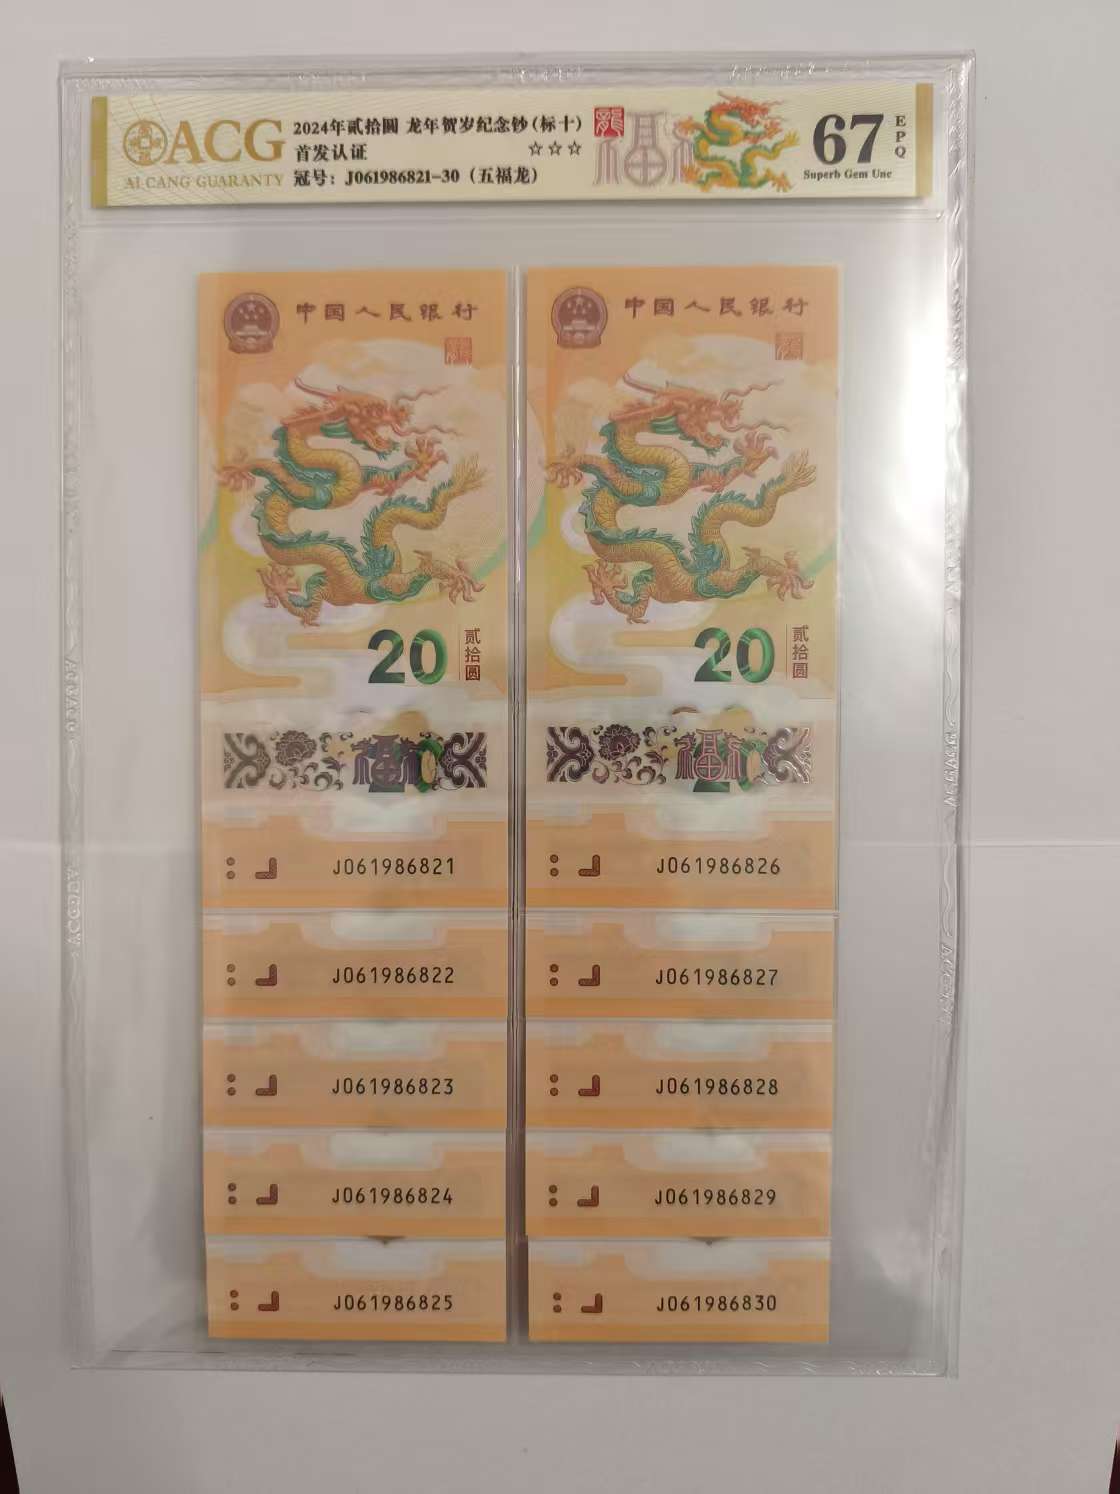 ACG
AI CANG GUARANTY
2024年贰拾圆 龙年贺岁纪念钞(标十)
首发认证 ☆☆☆
冠号: J061986821-30 (五福龙)
67
EPQ
Superb Gem Unc
中国人民银行
20
贰拾圆
福
J061986821
J061986822
J061986823
J061986824
J061986825
中国人民银行
20
贰拾圆
福
J061986826
J061986827
J061986828
J061986829
J061986830